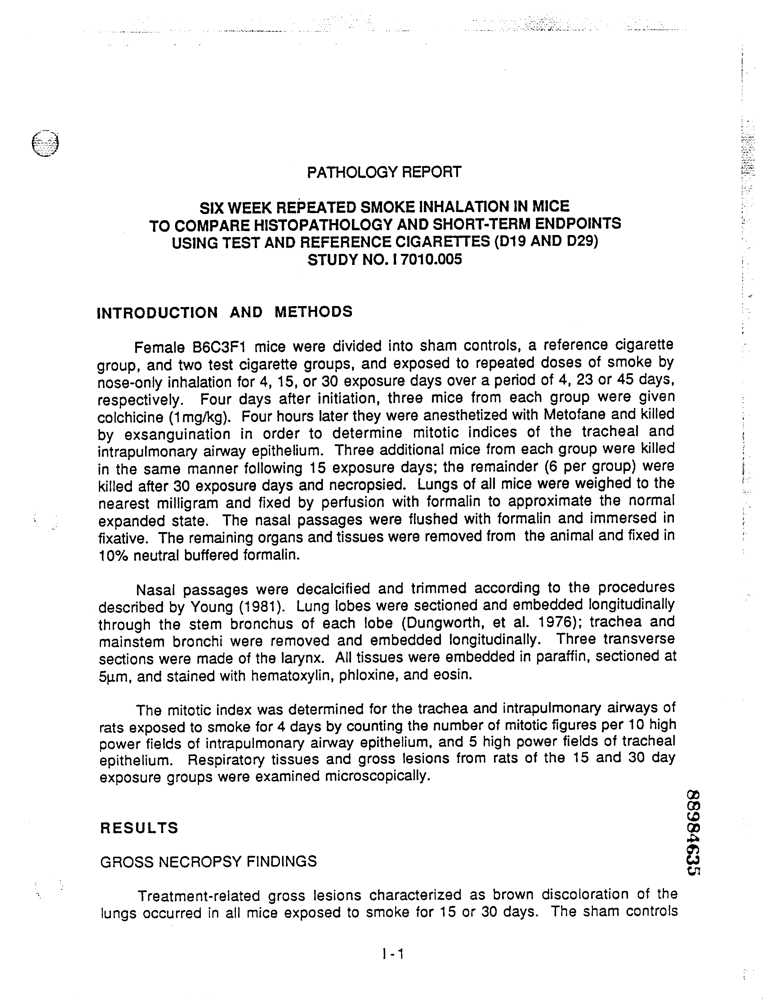 PATHOLOGY REPORT
SIX WEEK REPEATED SMOKE INHALATION IN MICE
TO COMPARE HISTOPATHOLOGY AND SHORT-TERM ENDPOINTS
USING TEST AND REFERENCE CIGARETTES (D19 AND D29)
STUDY NO. I 7010.005
INTRODUCTION AND METHODS
Female B6C3F1 mice were divided into sham controls, a reference cigarette
group, and two test cigarette groups, and exposed to repeated doses of smoke by
nose-only inhalation for 4, 15, or 30 exposure days over a period of 4, 23 or 45 days,
respectively. Four days after initiation, three mice from each group were given
colchicine (1mg/kg). Four hours later they were anesthetized with Metofane and killed
by exsanguination in order to determine mitotic indices of the tracheal and
intrapulmonary airway epithelium. Three additional mice from each group were killed
in the same manner following 15 exposure days; the remainder (6 per group) were
killed after 30 exposure days and necropsied. Lungs of all mice were weighed to the
nearest milligram and fixed by perfusion with formalin to approximate the normal
expanded state. The nasal passages were flushed with formalin and immersed in
fixative. The remaining organs and tissues were removed from the animal and fixed in
10% neutral buffered formalin.
Nasal passages were decalcified and trimmed according to the procedures
described by Young (1981). Lung lobes were sectioned and embedded longitudinally
through the stem bronchus of each lobe (Dungworth, et al. 1976); trachea and
mainstem bronchi were removed and embedded longitudinally. Three transverse
sections were made of the larynx. All tissues were embedded in paraffin, sectioned at
5µm, and stained with hematoxylin, phloxine, and eosin.
The mitotic index was determined for the trachea and intrapulmonary airways of
rats exposed to smoke for 4 days by counting the number of mitotic figures per 10 high
power fields of intrapulmonary airway epithelium, and 5 high power fields of tracheal
epithelium. Respiratory tissues and gross lesions from rats of the 15 and 30 day
exposure groups were examined microscopically.
RESULTS
GROSS NECROPSY FINDINGS
Treatment-related gross lesions characterized as brown discoloration of the
lungs occurred in all mice exposed to smoke for 15 or 30 days. The sham controls
I - 1
88984635